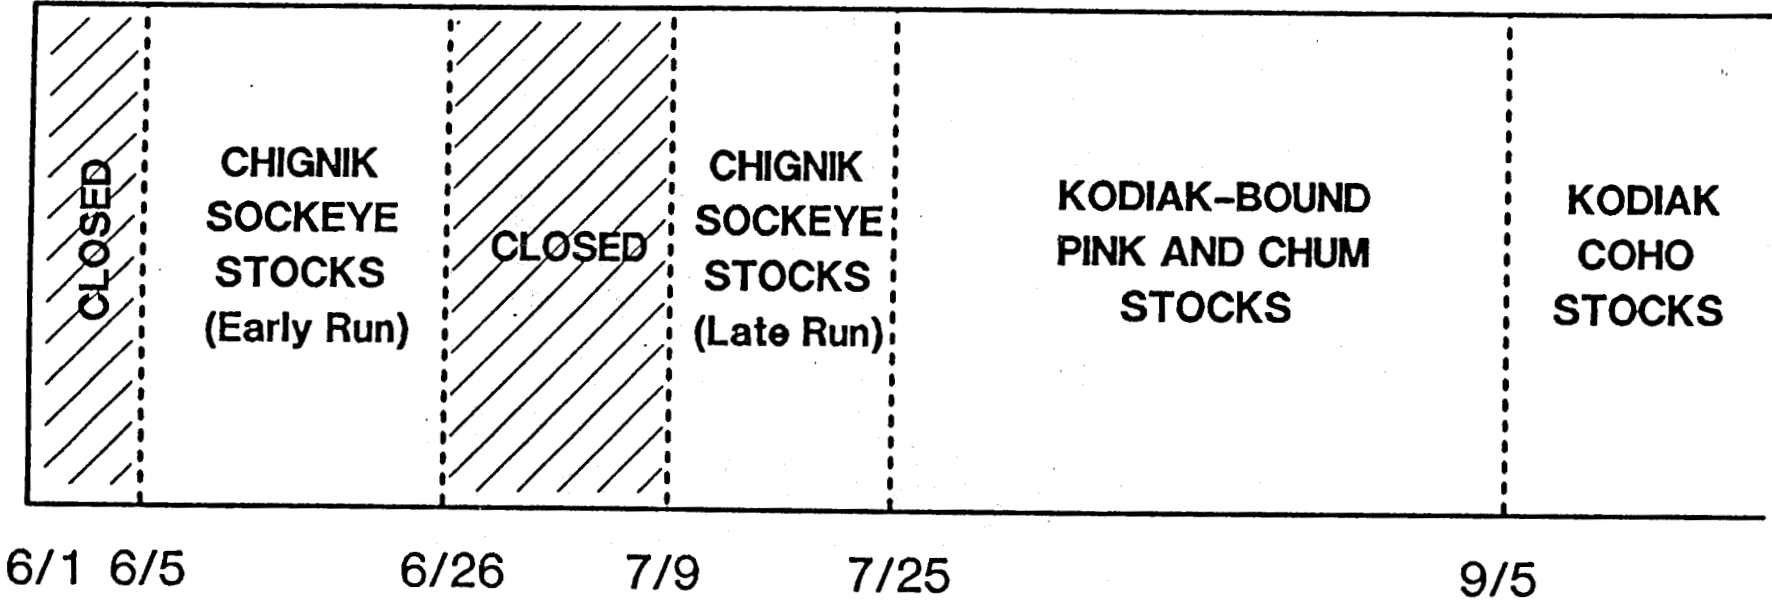 CLOSED
CHIGNIK
SOCKEYE
STOCKS
(Early Run)
CLOSED
CHIGNIK
SOCKEYE
STOCKS
(Late Run)
KODIAK-BOUND
PINK AND CHUM
STOCKS
KODIAK
COHO
STOCKS
6/1 6/5 6/26 7/9 7/25 9/5